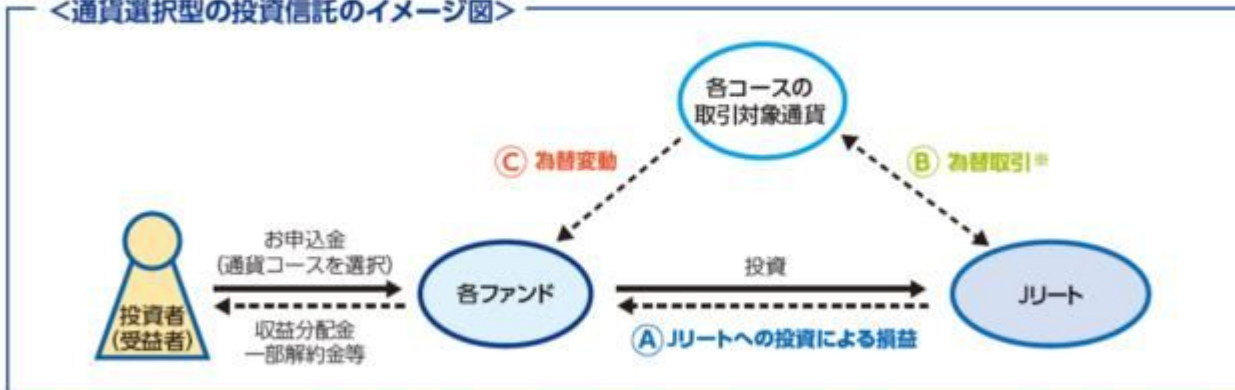 <通貨選択型の投資信託のイメージ図>
各コースの
取引対象通貨
Ⓒ 為替変動
Ⓑ 為替取引※
お申込金
(通貨コースを選択)
投資者
(受益者)
収益分配金
一部解約金等
各ファンド
投資
Jリート
Ⓐ Jリートへの投資による損益